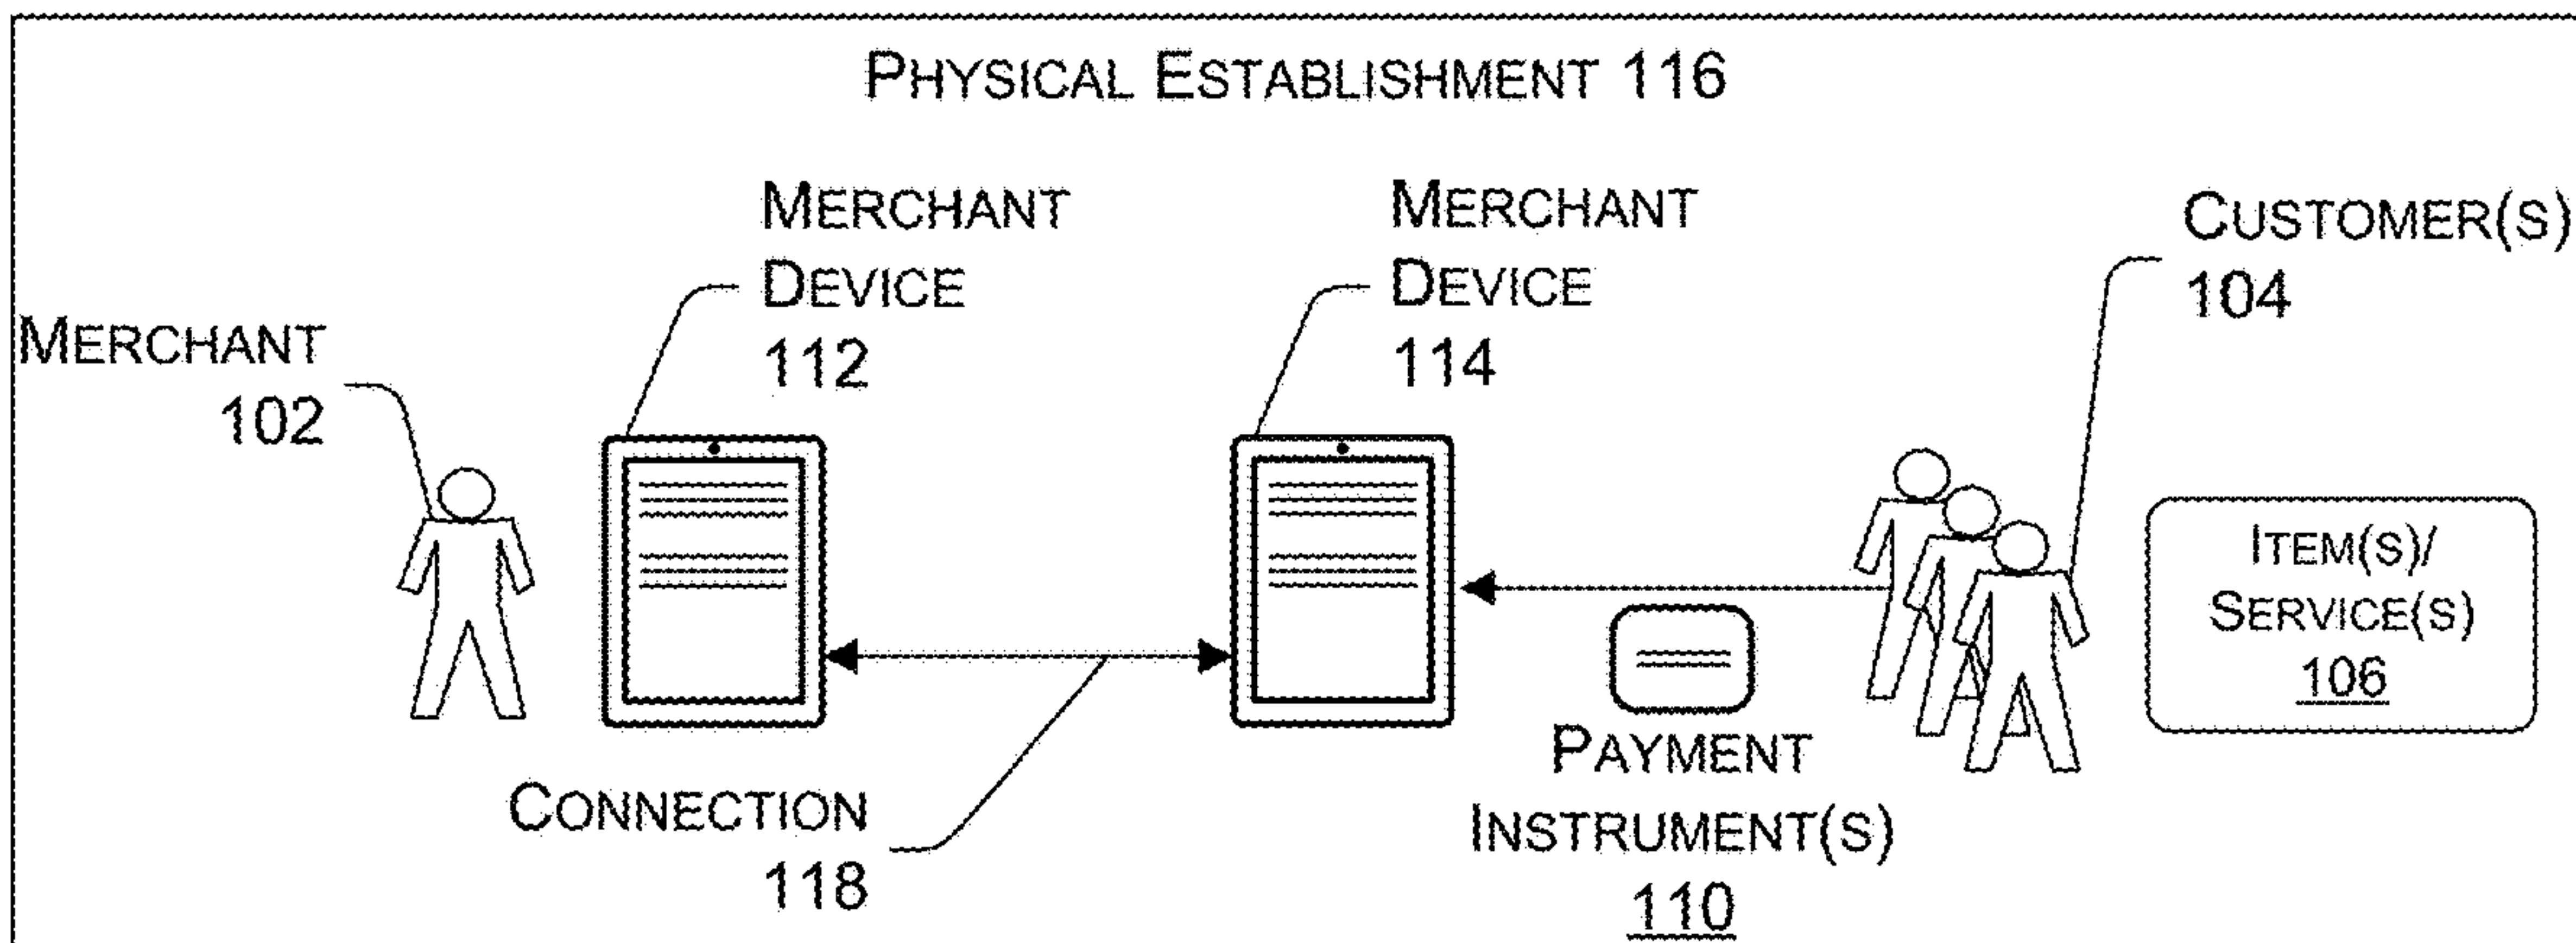 PHYSICAL ESTABLISHMENT 116
MERCHANT
DEVICE
112
MERCHANT
DEVICE
114
CUSTOMER(S)
104
MERCHANT
102
ITEM(S)/
SERVICE(S)
106
PAYMENT
INSTRUMENT(S)
110
CONNECTION
118